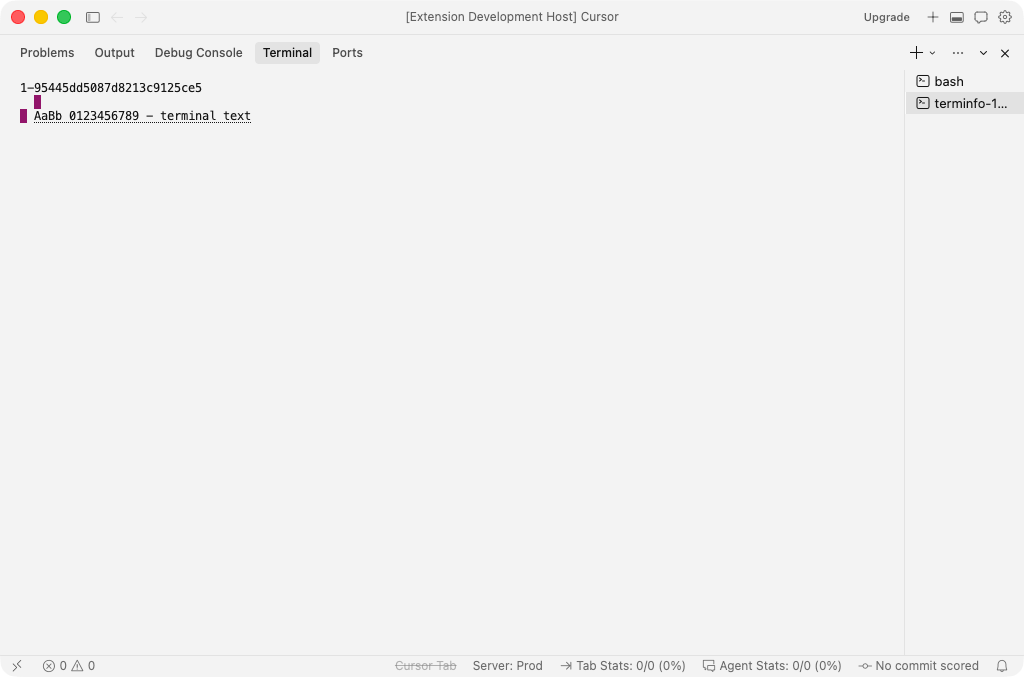 [Extension Development Host] Cursor
Upgrade
Problems Output Debug Console Terminal Ports
1-95445dd5087d8213c9125ce5
AaBb 0123456789 - terminal text
bash
terminfo-1...
0 0 Cursor Tab Server: Prod Tab Stats: 0/0 (0%) Agent Stats: 0/0 (0%) No commit scored